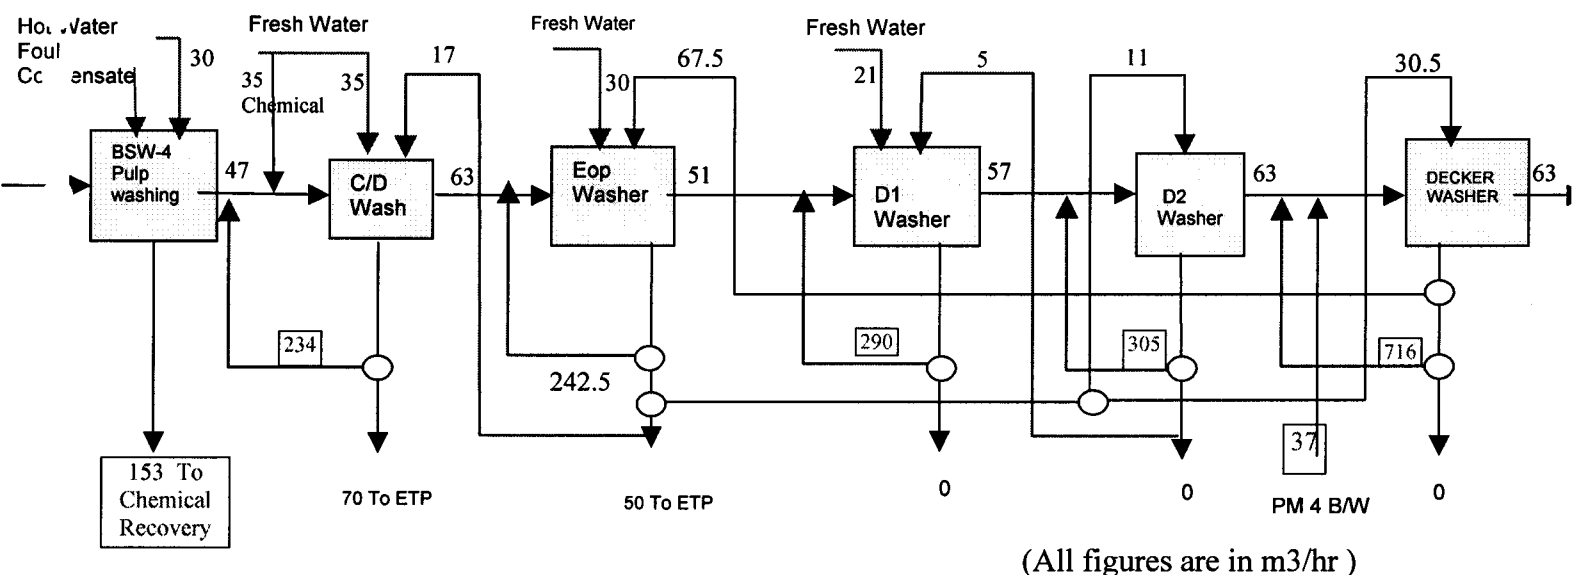 Fresh Water
Fresh Water
Fresh Water
Foul
30
35
Chemical
35
17
30
67.5
21
5
11
30.5
BSW-4
Pulp
washing
47
C/D
Wash
63
Eop
Washer
51
D1
Washer
57
D2
Washer
63
DECKER
WASHER
63
234
242.5
290
305
716
37
153 To
Chemical
Recovery
70 To ETP
50 To ETP
0
0
PM 4 B/W
0
(All figures are in m3/hr )